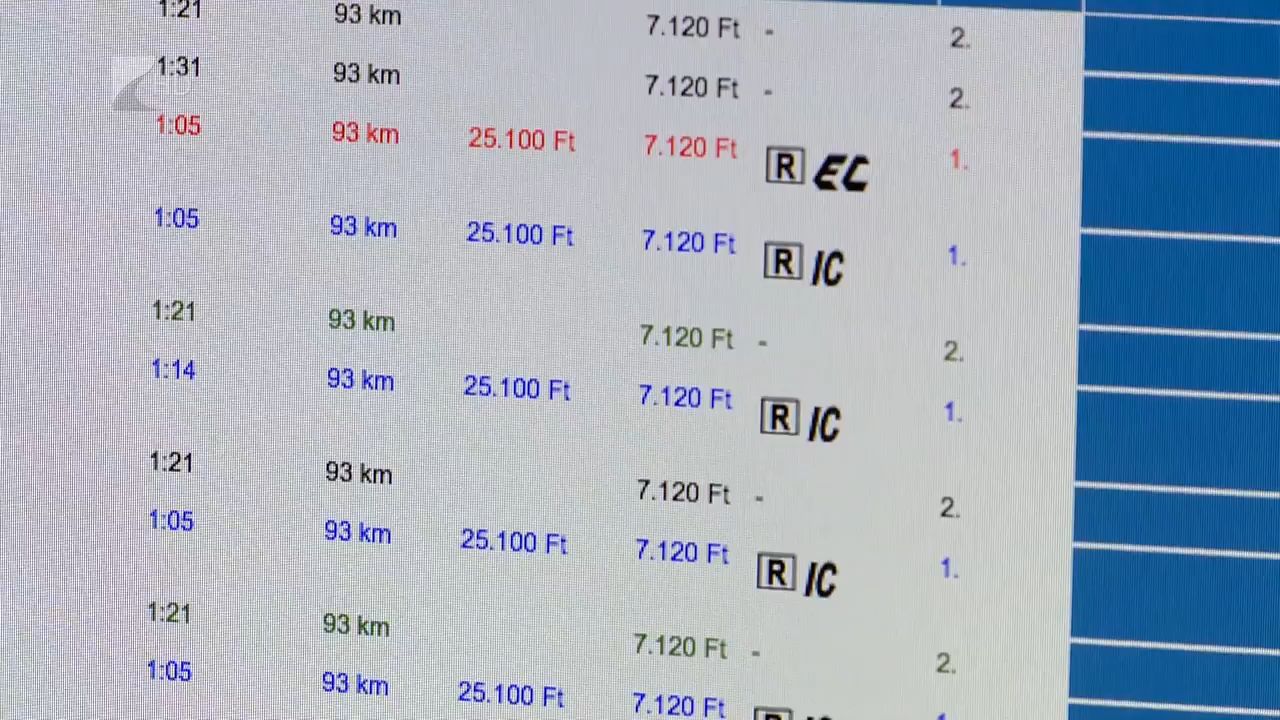 1:21 93 km 7.120 Ft - 2.
1:31 93 km 7.120 Ft - 2.
1:05 93 km 25.100 Ft 7.120 Ft R EC 1.
1:05 93 km 25.100 Ft 7.120 Ft R IC 1.
1:21 93 km 7.120 Ft - 2.
1:14 93 km 25.100 Ft 7.120 Ft R IC 1.
1:21 93 km 7.120 Ft - 2.
1:05 93 km 25.100 Ft 7.120 Ft R IC 1.
1:21 93 km 7.120 Ft - 2.
1:05 93 km 25.100 Ft 7.120 Ft R IC 1.